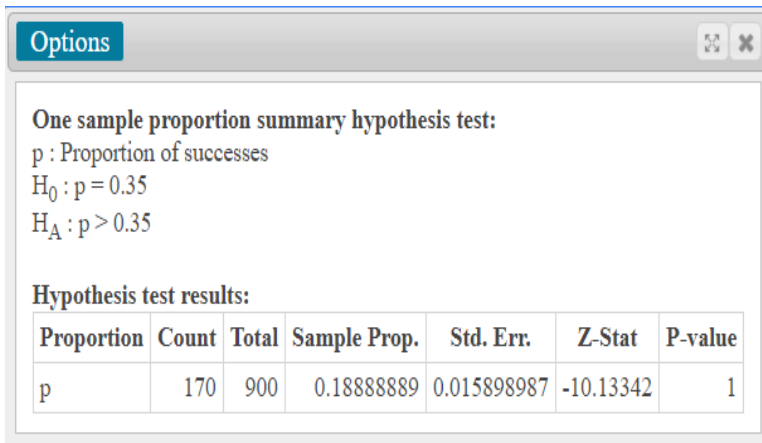 Options
One sample proportion summary hypothesis test:
p : Proportion of successes
H0 : p = 0.35
HA : p > 0.35
Hypothesis test results:
Proportion Count Total Sample Prop. Std. Err. Z-Stat P-value
p 170 900 0.18888889 0.015898987 -10.13342 1